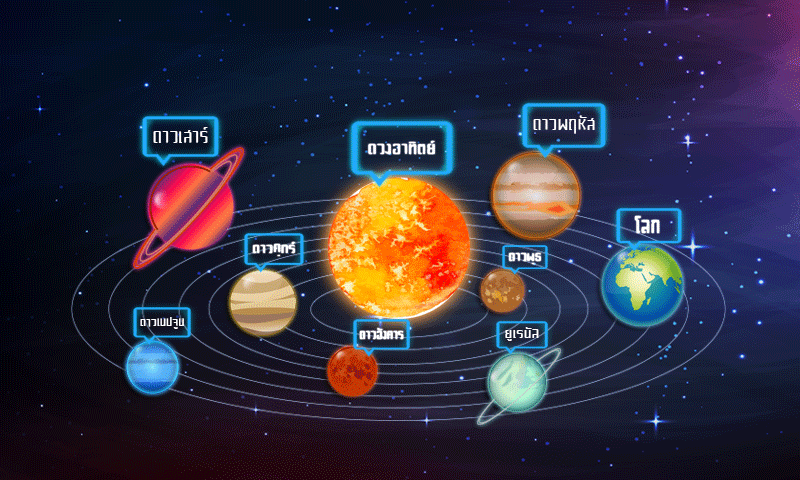 ดาวพฤหัส
ดาวเสาร์
ดวงอาทิตย์
โลก
ดาวศุกร์
ดาวพุธ
ดาวเนปจูน
ดาวอังคาร
ยูเรนัส